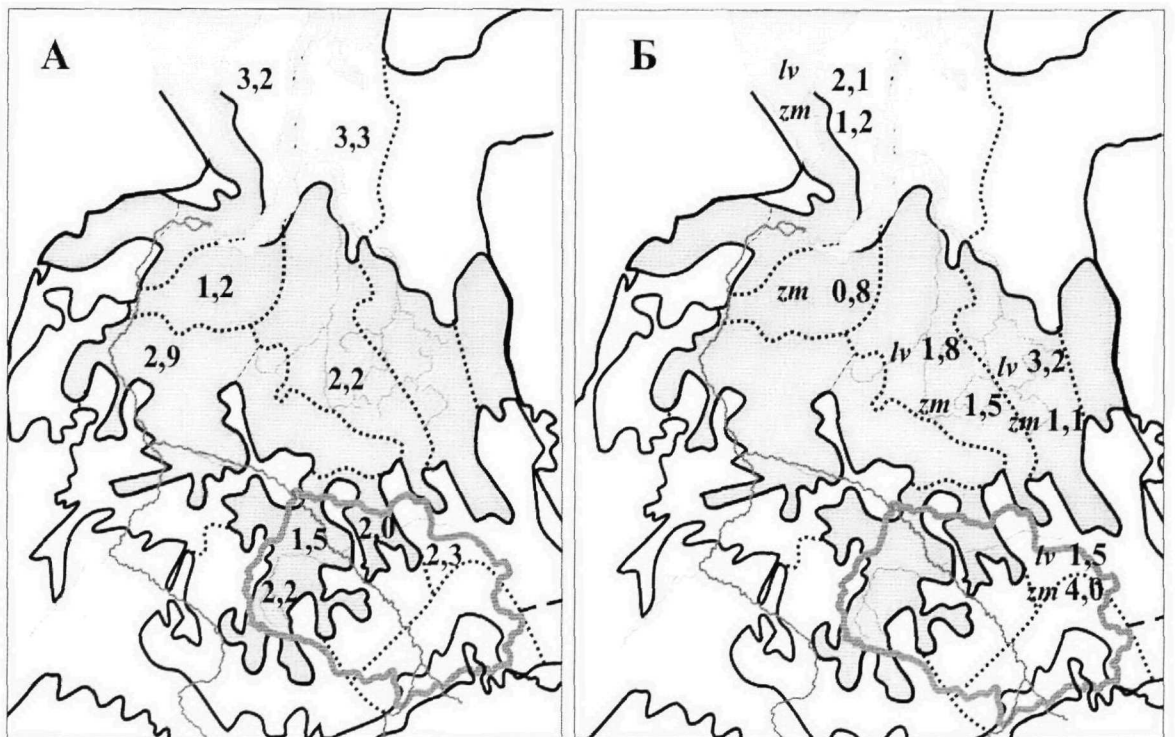 А
3,2
3,3
1,2
2,9
2,2
1,5
2,0
2,3
2,2
Б
lv 2,1
zm 1,2
zm 0,8
lv 1,8
lv 3,2
zm 1,5
zm 1,1
lv 1,5
zm 4,0